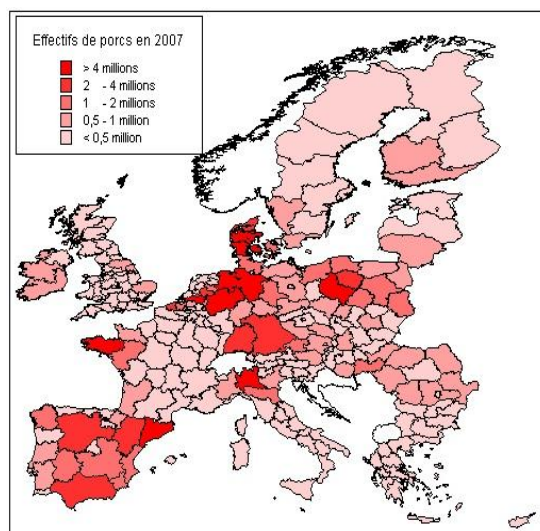 Effectifs de porcs en 2007
> 4 millions
2 - 4 millions
1 - 2 millions
0,5 - 1 million
< 0,5 million